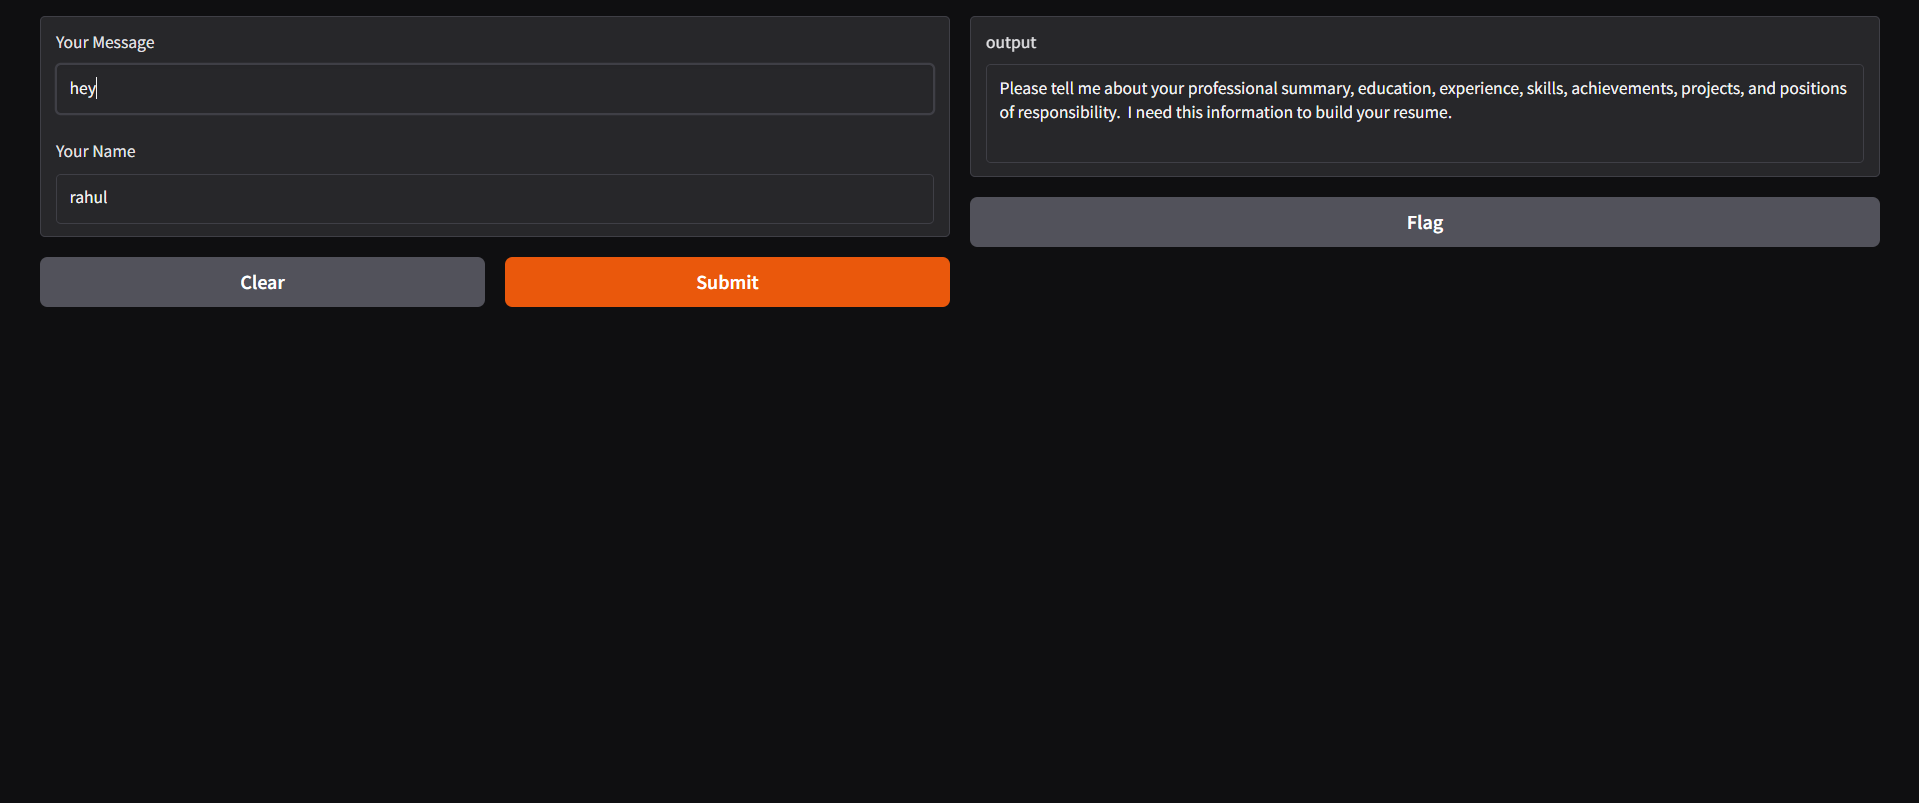 Your Message
hey
Your Name
rahul
Clear
Submit
output
Please tell me about your professional summary, education, experience, skills, achievements, projects, and positions
of responsibility.  I need this information to build your resume.
Flag